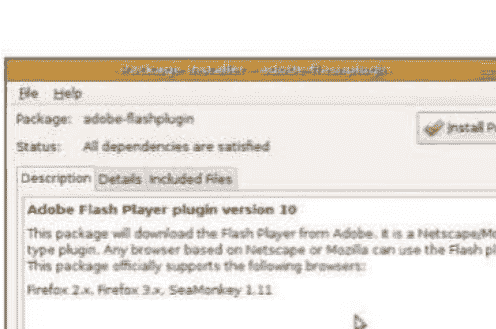 Package Installer - adobe-flashplugin
File Help
Package: adobe-flashplugin
Status: All dependencies are satisfied
Install P
Description Details Included Files
Adobe Flash Player plugin version 10
This package will download the Flash Player from Adobe. It is a Netscape/Mo
type plugin. Any browser based on Netscape or Mozilla can use the Flash pl
This package officially supports the following browsers:
Firefox 2.x, Firefox 3.x, SeaMonkey 1.11